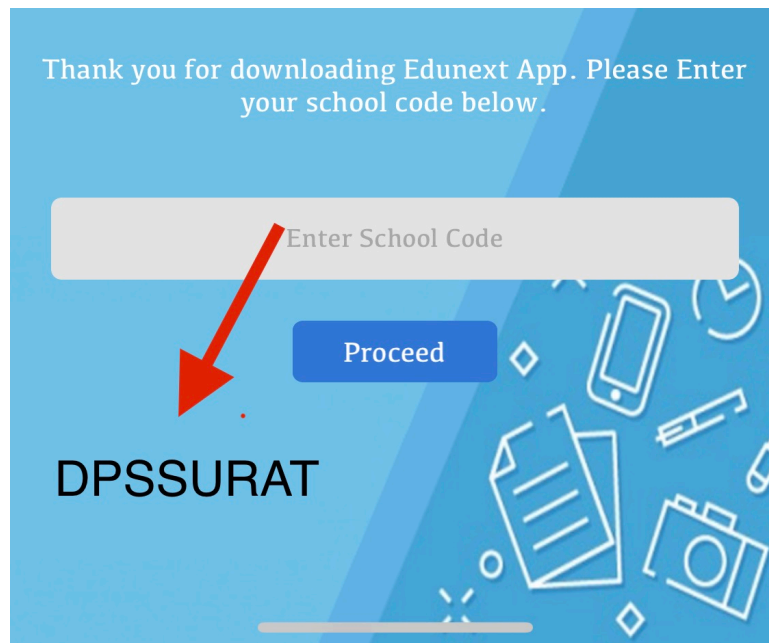 Thank you for downloading Edunext App. Please Enter
your school code below.
Enter School Code
Proceed
DPSSURAT